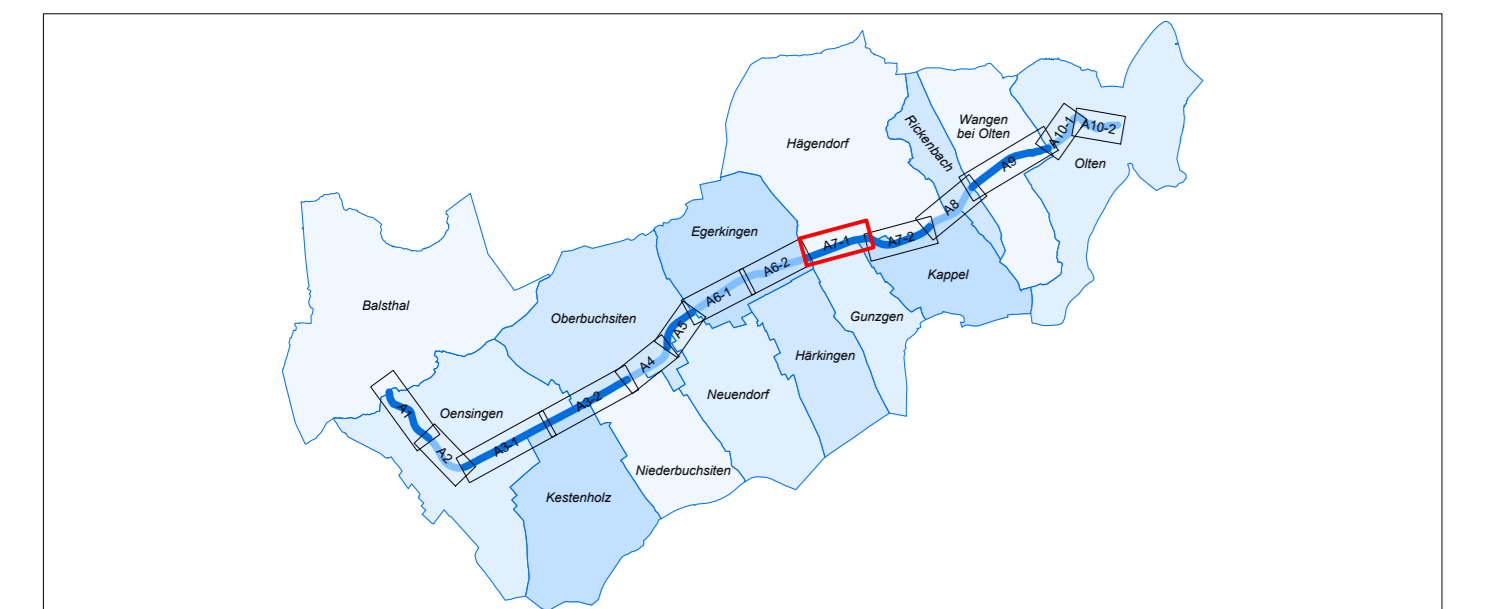 Hägendorf
Rickenbach
Wangen
bei Olten
A10-1
A10-2
Olten
A9
A8
Egerkingen
A7-1
A7-2
A6-2
Kappel
A6-1
Balsthal
Oberbuchsiten
Gunzgen
A5
Härkingen
A4
Neuendorf
A3-2
A1
Oensingen
A3-1
A2
Niederbuchsiten
Kestenholz